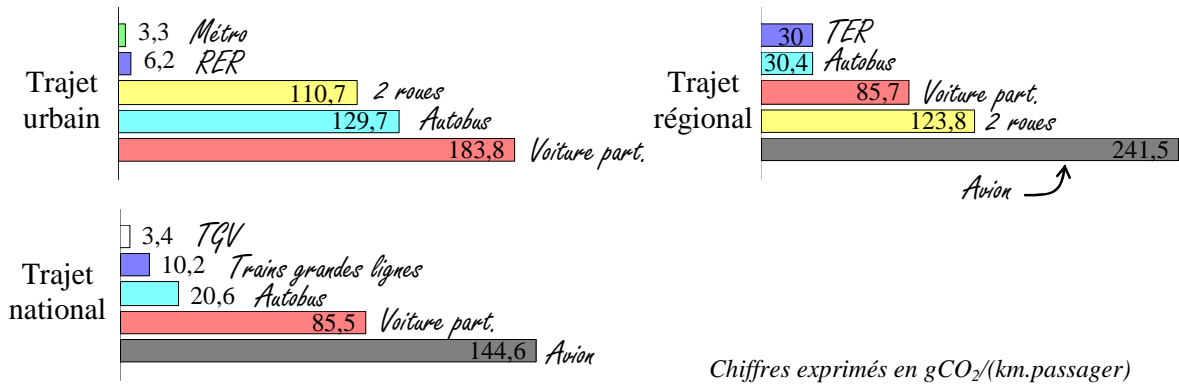 Trajet urbain
3,3 Métro
6,2 RER
110,7 2 roues
129,7 Autobus
183,8 Voiture part.
Trajet régional
30 TER
30,4 Autobus
85,7 Voiture part.
123,8 2 roues
241,5
Avion
Trajet national
3,4 TGV
10,2 Trains grandes lignes
20,6 Autobus
85,5 Voiture part.
144,6 Avion
Chiffres exprimés en gCO₂/(km.passager)